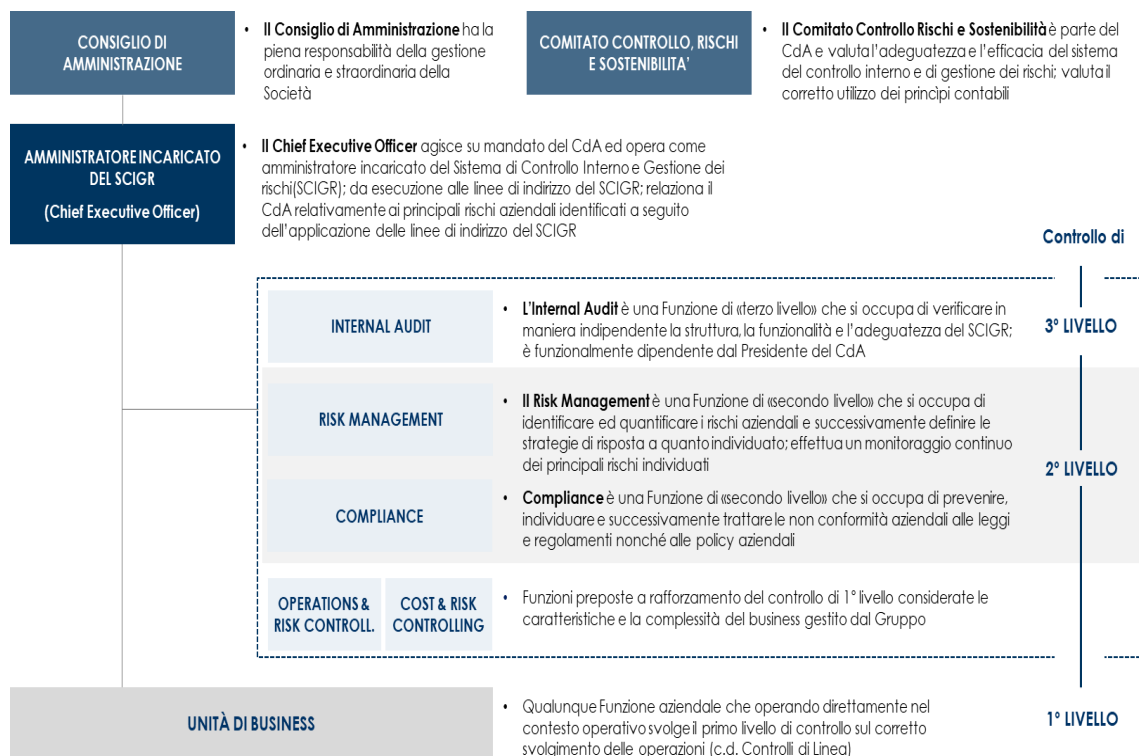 CONSIGLIO DI
AMMINISTRAZIONE
• Il Consiglio di Amministrazione ha la
piena responsabilità della gestione
ordinaria e straordinaria della
Società
COMITATO CONTROLLO, RISCHI
E SOSTENIBILITA'
• Il Comitato Controllo Rischi e Sostenibilità è parte del
CdA e valuta l'adeguatezza e l'efficacia del sistema
del controllo interno e di gestione dei rischi; valuta il
corretto utilizzo dei princìpi contabili
AMMINISTRATORE INCARICATO
DEL SCIGR
(Chief Executive Officer)
• Il Chief Executive Officer agisce su mandato del CdA ed opera come
amministratore incaricato del Sistema di Controllo Interno e Gestione dei
rischi(SCIGR); da esecuzione alle linee di indirizzo del SCIGR; relaziona il
CdA relativamente ai principali rischi aziendali identificati a seguito
dell'applicazione delle linee di indirizzo del SCIGR
Controllo di
INTERNAL AUDIT
• L'Internal Audit è una Funzione di «terzo livello» che si occupa di verificare in
maniera indipendente la struttura, la funzionalità e l'adeguatezza del SCIGR;
è funzionalmente dipendente dal Presidente del CdA
3° LIVELLO
RISK MANAGEMENT
• Il Risk Management è una Funzione di «secondo livello» che si occupa di
identificare ed quantificare i rischi aziendali e successivamente definire le
strategie di risposta a quanto individuato; effettua un monitoraggio continuo
dei principali rischi individuati
2° LIVELLO
COMPLIANCE
• Compliance è una Funzione di «secondo livello» che si occupa di prevenire,
individuare e successivamente trattare le non conformità aziendali alle leggi
e regolamenti nonché alle policy aziendali
OPERATIONS &
RISK CONTROLL.
COST & RISK
CONTROLLING
• Funzioni preposte a rafforzamento del controllo di 1° livello considerate le
caratteristiche e la complessità del business gestito dal Gruppo
UNITÀ DI BUSINESS
• Qualunque Funzione aziendale che operando direttamente nel
contesto operativo svolge il primo livello di controllo sul corretto
svolgimento delle operazioni (c.d. Controlli di Linea)
1° LIVELLO